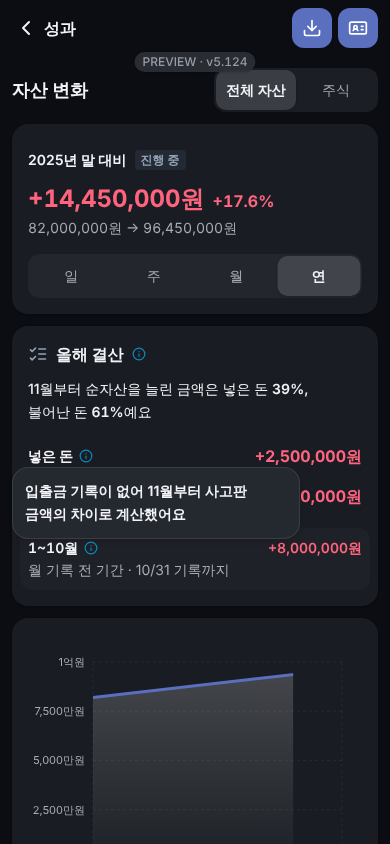 성과
PREVIEW · v5.124
자산 변화
전체 자산
주식
2025년 말 대비 진행 중
+14,450,000원 +17.6%
82,000,000원 → 96,450,000원
일 주 월 연
올해 결산
11월부터 순자산을 늘린 금액은 넣은 돈 39%,
불어난 돈 61%예요
넣은 돈 +2,500,000원
입출금 기록이 없어 11월부터 사고판
금액의 차이로 계산했어요
0,000원
1~10월 +8,000,000원
월 기록 전 기간 · 10/31 기록까지
1억원
7,500만원
5,000만원
2,500만원